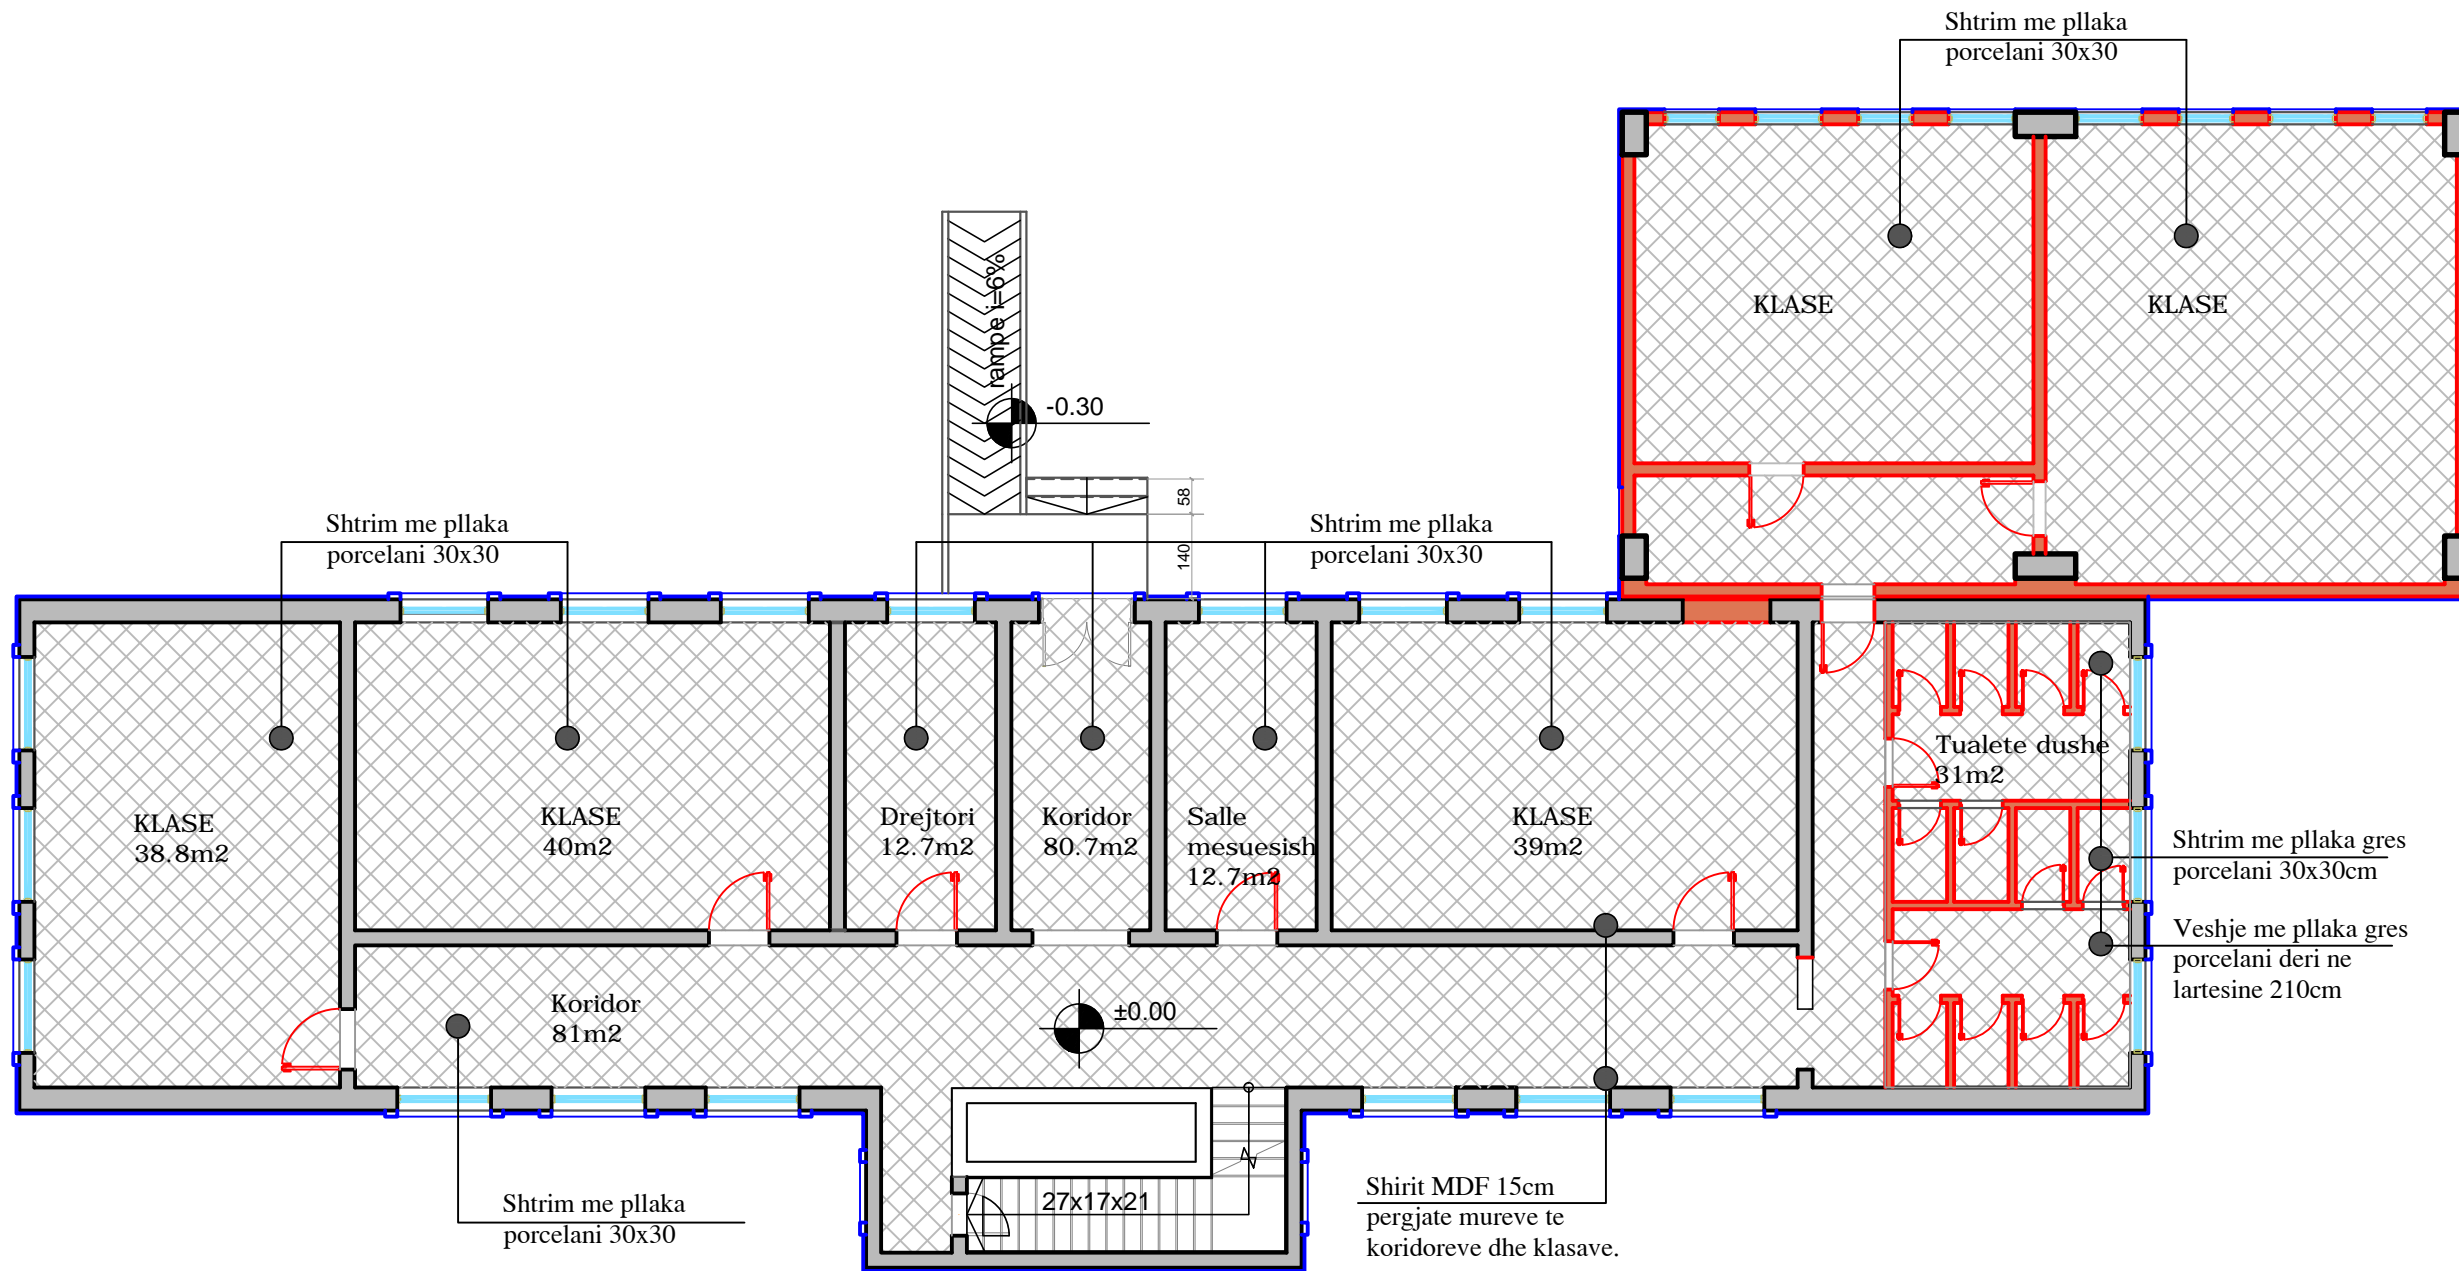 Shtrim me pllaka
porcelani 30x30
KLASE
KLASE
rampe i=6%
-0.30
58
140
Shtrim me pllaka
porcelani 30x30
Shtrim me pllaka
porcelani 30x30
KLASE
38.8m2
KLASE
40m2
Drejtori
12.7m2
Koridor
80.7m2
Salle
mesuesish
12.7m2
KLASE
39m2
Tualete dushe
31m2
Shtrim me pllaka gres
porcelani 30x30cm
Veshje me pllaka gres
porcelani deri ne
lartesine 210cm
Koridor
81m2
±0.00
27x17x21
Shtrim me pllaka
porcelani 30x30
Shirit MDF 15cm
pergjate mureve te
koridoreve dhe klasave.